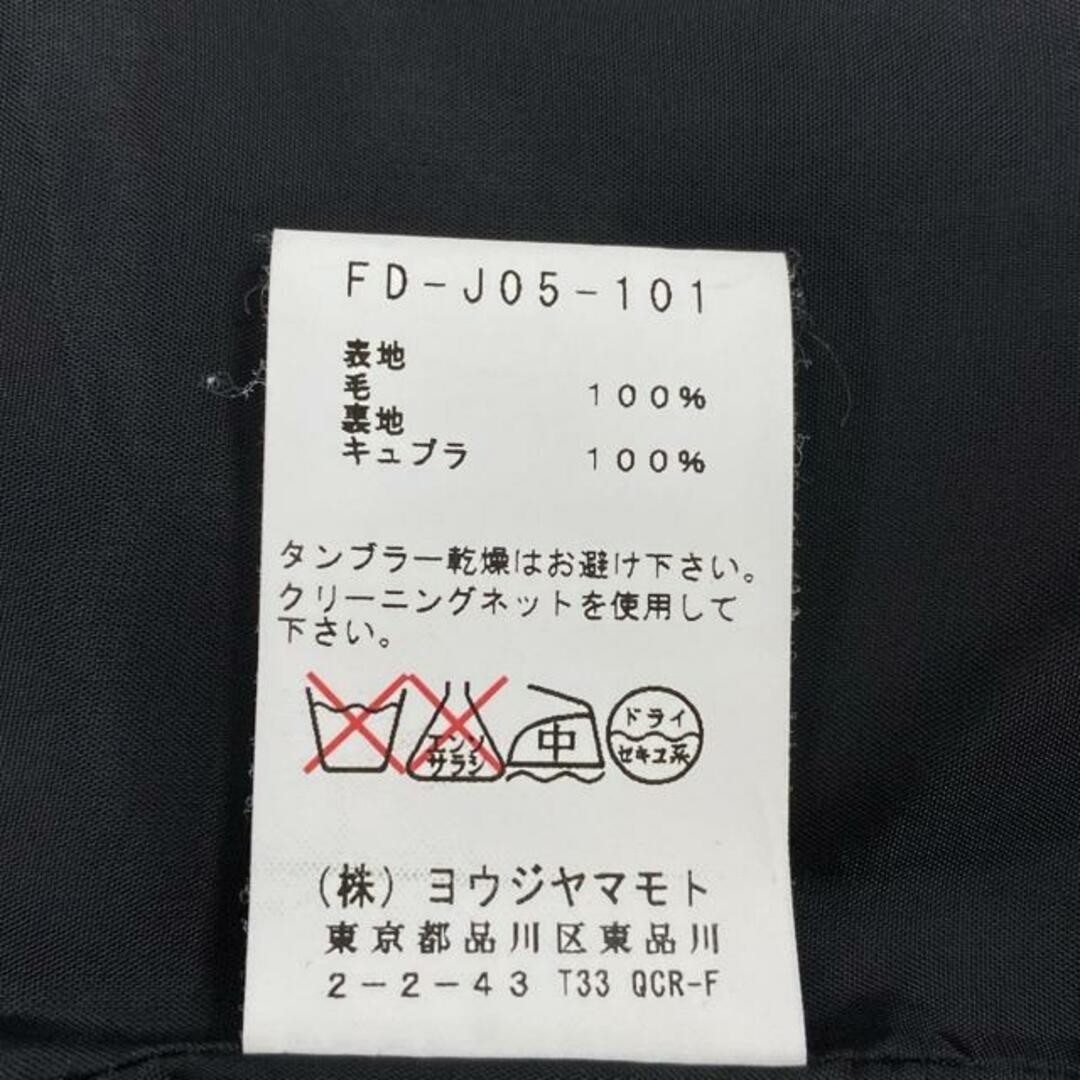 FD-J05-101
表地
毛 100%
裏地
キュプラ 100%
タンブラー乾燥はお避け下さい。
クリーニングネットを使用して
下さい。
エンソ
サラシ
中
ドライ
セキユ系
(株)ヨウジヤマモト
東京都品川区東品川
2-2-43 T33 QCR-F